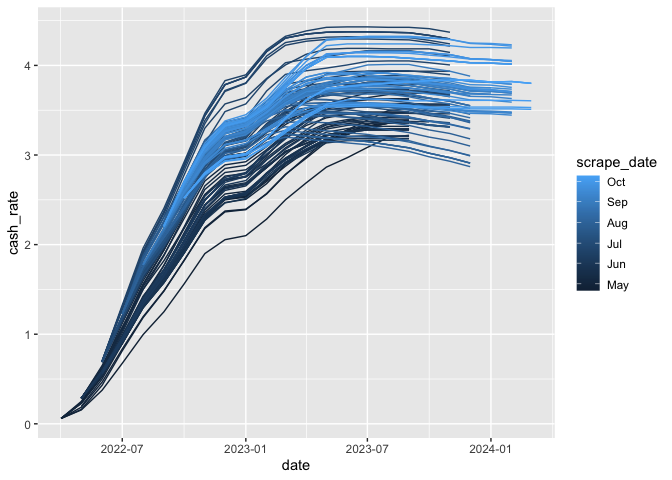 cash_rate
4
3
2
1
0
2022-07 2023-01 2023-07 2024-01
date
scrape_date
Oct
Sep
Aug
Jul
Jun
May